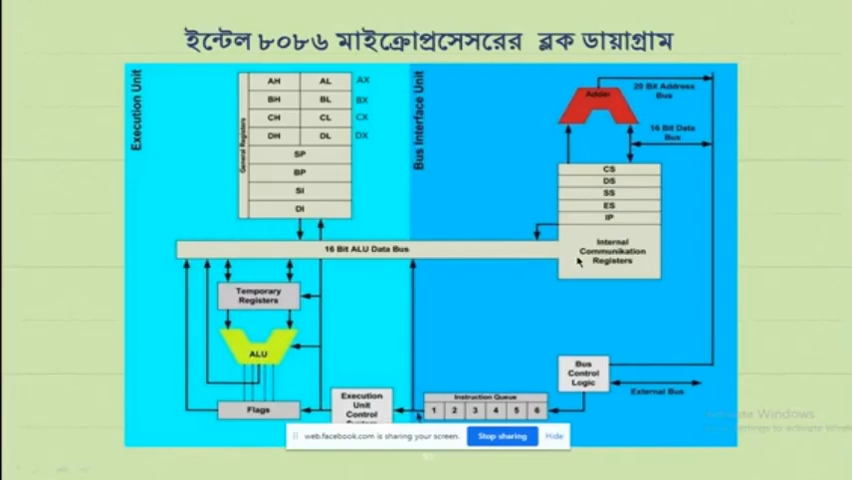 ইন্টেল ৮০৮৬ মাইক্রোপ্রসেসরের ব্লক ডায়াগ্রাম
Execution Unit
General Registers
AH AL AX
BH BL BX
CH CL CX
DH DL DX
SP
BP
SI
DI
Bus Interface Unit
Adder
20 Bit Address
Bus
16 Bit Data
Bus
CS
DS
SS
ES
IP
Internal
Communikation
Registers
16 Bit ALU Data Bus
Temporary
Registers
ALU
Flags
Execution
Unit
Control
Instruction Queue
1 2 3 4 5 6
Bus
Control
Logic
External Bus
Windows
web.facebook.com is sharing your screen. Stop sharing Hide